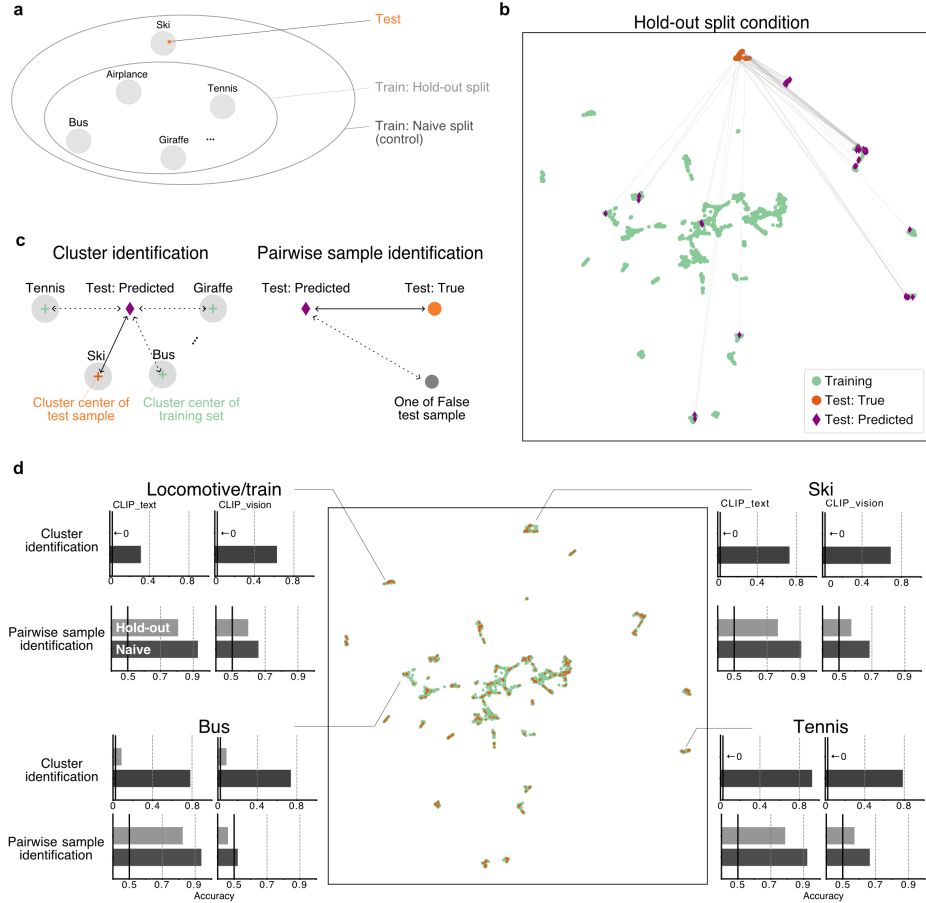 a
Ski
Test
Airplance
Tennis
Train: Hold-out split
Bus
Giraffe
...
Train: Naive split
(control)
b
Hold-out split condition
Training
Test: True
Test: Predicted
c
Cluster identification
Pairwise sample identification
Tennis
Test: Predicted
Giraffe
Test: Predicted
Test: True
...
Ski
Bus
Cluster center
of test sample
Cluster center of
training set
One of False
test sample
d
Locomotive/train
Ski
CLIP_text
CLIP_vision
CLIP_text
CLIP_vision
Cluster
identification
←0
←0
←0
←0
0 0.4 0.8
0 0.4 0.8
0 0.4 0.8
0 0.4 0.8
Pairwise sample
identification
Hold-out
Naive
0.5 0.7 0.9
0.5 0.7 0.9
0.5 0.7 0.9
0.5 0.7 0.9
Bus
Tennis
Cluster
identification
←0
←0
0 0.4 0.8
0 0.4 0.8
0 0.4 0.8
0 0.4 0.8
Pairwise sample
identification
0.5 0.7 0.9
0.5 0.7 0.9
0.5 0.7 0.9
0.5 0.7 0.9
Accuracy
Accuracy